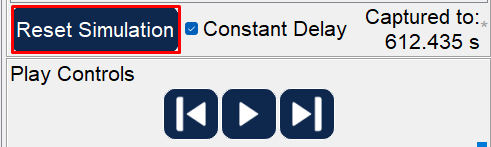 Reset Simulation
Constant Delay
Captured to:
612.435 s
*
Play Controls